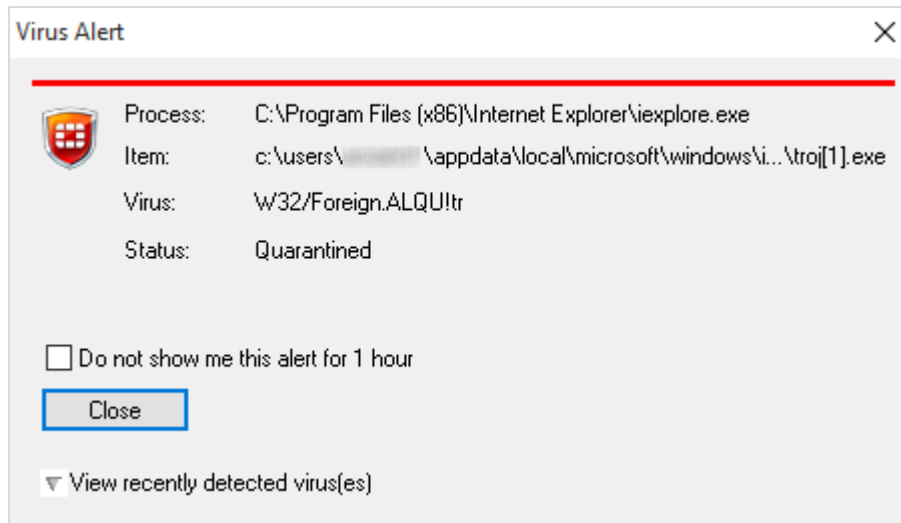 Virus Alert
Process: C:\Program Files (x86)\Internet Explorer\iexplore.exe
Item: c:\users\ \appdata\local\microsoft\windows\i...\troj[1].exe
Virus: W32/Foreign.ALQU!tr
Status: Quarantined
Do not show me this alert for 1 hour
Close
View recently detected virus(es)